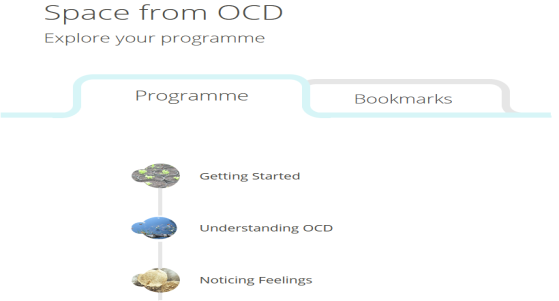 Space from OCD
Explore your programme
Programme
Bookmarks
Getting Started
Understanding OCD
Noticing Feelings